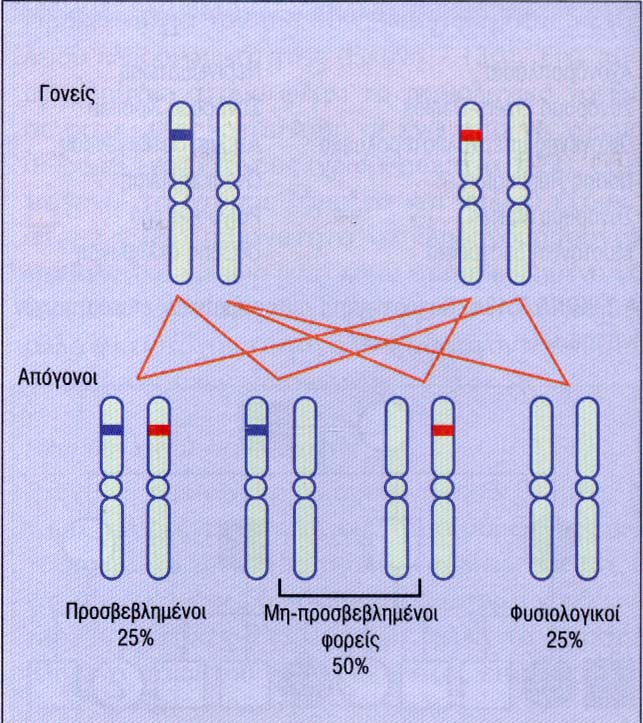 Γονείς
Απόγονοι
Προσβεβλημένοι
25%
Μη-προσβεβλημένοι
φορείς
50%
Φυσιολογικοί
25%